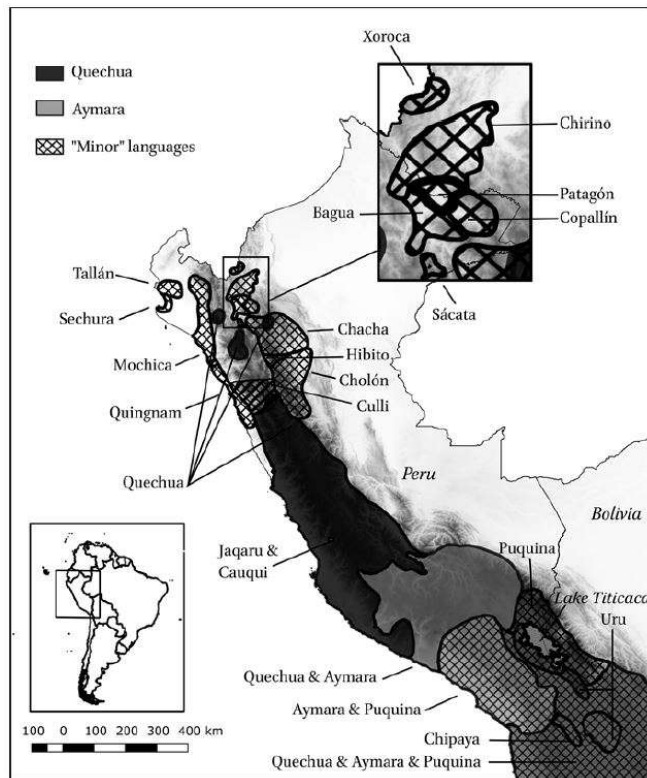 Quechua
Aymara
"Minor" languages
Xoroca
Chirino
Patagón
Bagua
Copallín
Sácata
Tallán
Sechura
Mochica
Quingnam
Quechua
Chacha
Hibito
Cholón
Culli
Peru
Bolivia
Jaqaru &
Cauqui
Puquina
Lake Titicaca
Uru
Quechua & Aymara
Aymara & Puquina
Chipaya
Quechua & Aymara & Puquina
100 0 100 200 300 400 km